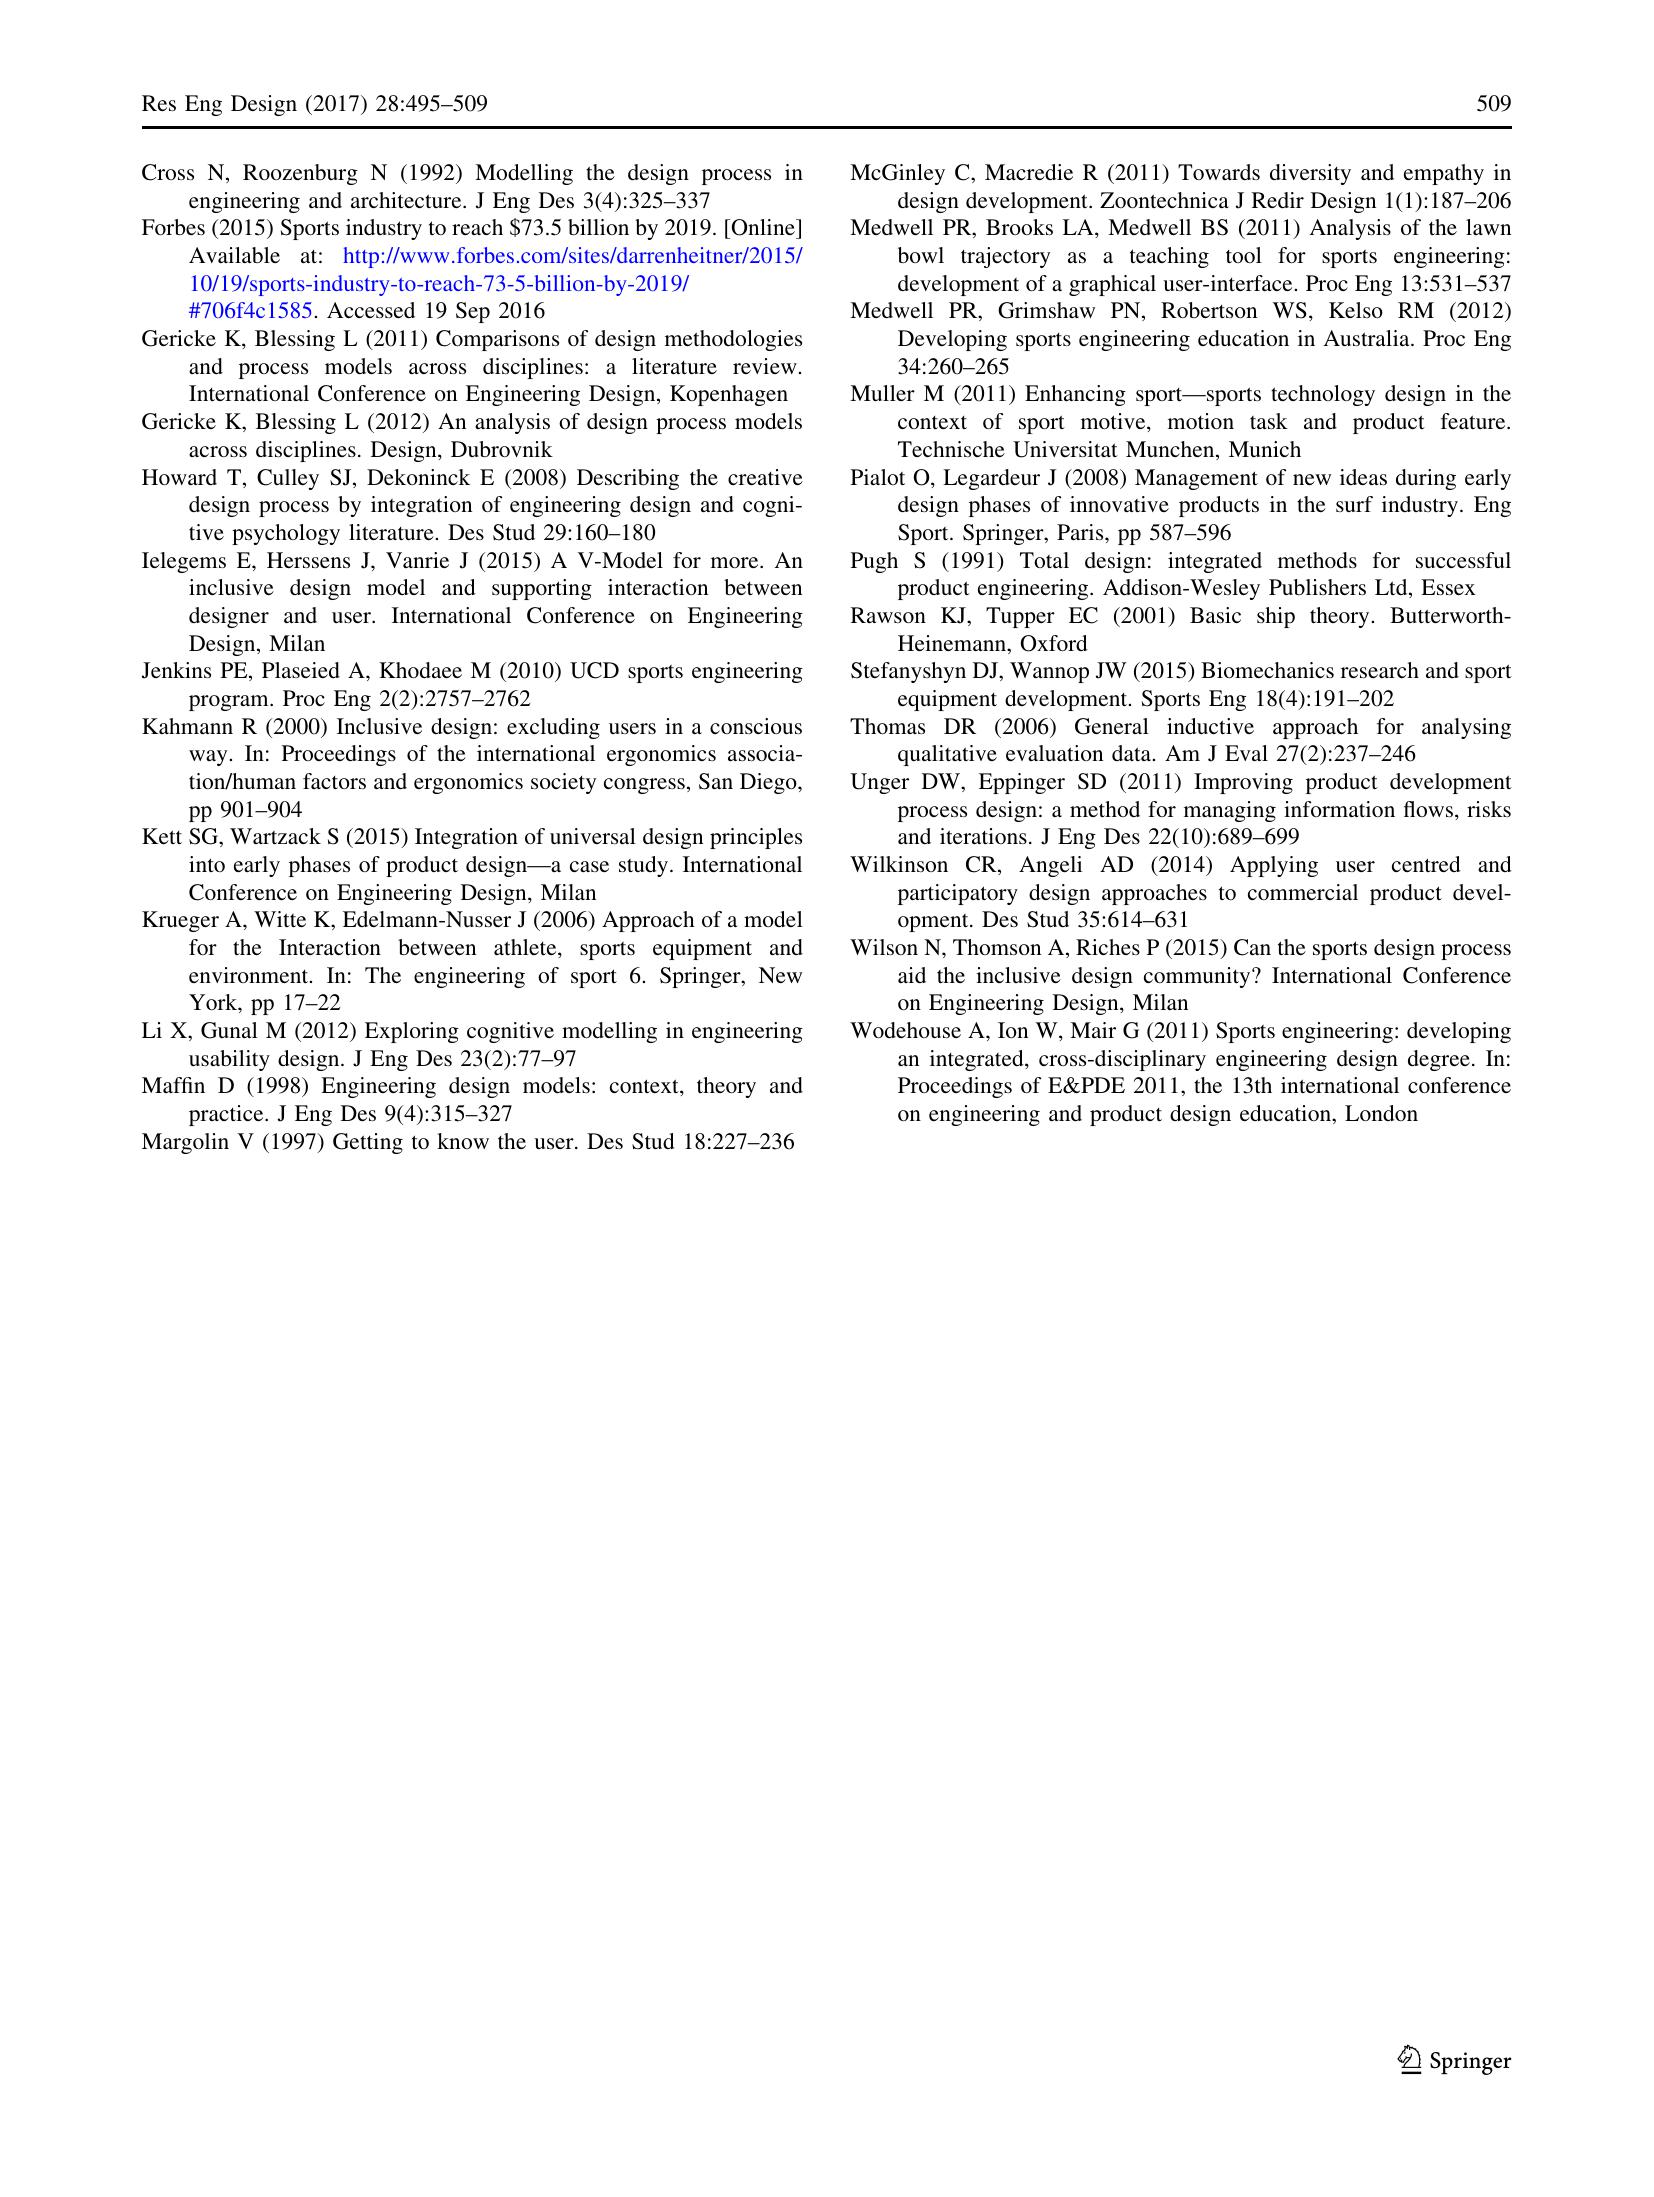 Res Eng Design (2017) 28:495–509
509
Cross N, Roozenburg N (1992) Modelling the design process in
engineering and architecture. J Eng Des 3(4):325–337
Forbes (2015) Sports industry to reach $73.5 billion by 2019. [Online]
Available at: http://www.forbes.com/sites/darrenheitner/2015/
10/19/sports-industry-to-reach-73-5-billion-by-2019/
#706f4c1585. Accessed 19 Sep 2016
Gericke K, Blessing L (2011) Comparisons of design methodologies
and process models across disciplines: a literature review.
International Conference on Engineering Design, Kopenhagen
Gericke K, Blessing L (2012) An analysis of design process models
across disciplines. Design, Dubrovnik
Howard T, Culley SJ, Dekoninck E (2008) Describing the creative
design process by integration of engineering design and cogni-
tive psychology literature. Des Stud 29:160–180
Ielegems E, Herssens J, Vanrie J (2015) A V-Model for more. An
inclusive design model and supporting interaction between
designer and user. International Conference on Engineering
Design, Milan
Jenkins PE, Plaseied A, Khodaee M (2010) UCD sports engineering
program. Proc Eng 2(2):2757–2762
Kahmann R (2000) Inclusive design: excluding users in a conscious
way. In: Proceedings of the international ergonomics associa-
tion/human factors and ergonomics society congress, San Diego,
pp 901–904
Kett SG, Wartzack S (2015) Integration of universal design principles
into early phases of product design—a case study. International
Conference on Engineering Design, Milan
Krueger A, Witte K, Edelmann-Nusser J (2006) Approach of a model
for the Interaction between athlete, sports equipment and
environment. In: The engineering of sport 6. Springer, New
York, pp 17–22
Li X, Gunal M (2012) Exploring cognitive modelling in engineering
usability design. J Eng Des 23(2):77–97
Maffin D (1998) Engineering design models: context, theory and
practice. J Eng Des 9(4):315–327
Margolin V (1997) Getting to know the user. Des Stud 18:227–236
McGinley C, Macredie R (2011) Towards diversity and empathy in
design development. Zoontechnica J Redir Design 1(1):187–206
Medwell PR, Brooks LA, Medwell BS (2011) Analysis of the lawn
bowl trajectory as a teaching tool for sports engineering:
development of a graphical user-interface. Proc Eng 13:531–537
Medwell PR, Grimshaw PN, Robertson WS, Kelso RM (2012)
Developing sports engineering education in Australia. Proc Eng
34:260–265
Muller M (2011) Enhancing sport—sports technology design in the
context of sport motive, motion task and product feature.
Technische Universitat Munchen, Munich
Pialot O, Legardeur J (2008) Management of new ideas during early
design phases of innovative products in the surf industry. Eng
Sport. Springer, Paris, pp 587–596
Pugh S (1991) Total design: integrated methods for successful
product engineering. Addison-Wesley Publishers Ltd, Essex
Rawson KJ, Tupper EC (2001) Basic ship theory. Butterworth-
Heinemann, Oxford
Stefanyshyn DJ, Wannop JW (2015) Biomechanics research and sport
equipment development. Sports Eng 18(4):191–202
Thomas DR (2006) General inductive approach for analysing
qualitative evaluation data. Am J Eval 27(2):237–246
Unger DW, Eppinger SD (2011) Improving product development
process design: a method for managing information flows, risks
and iterations. J Eng Des 22(10):689–699
Wilkinson CR, Angeli AD (2014) Applying user centred and
participatory design approaches to commercial product devel-
opment. Des Stud 35:614–631
Wilson N, Thomson A, Riches P (2015) Can the sports design process
aid the inclusive design community? International Conference
on Engineering Design, Milan
Wodehouse A, Ion W, Mair G (2011) Sports engineering: developing
an integrated, cross-disciplinary engineering design degree. In:
Proceedings of E&PDE 2011, the 13th international conference
on engineering and product design education, London
Springer